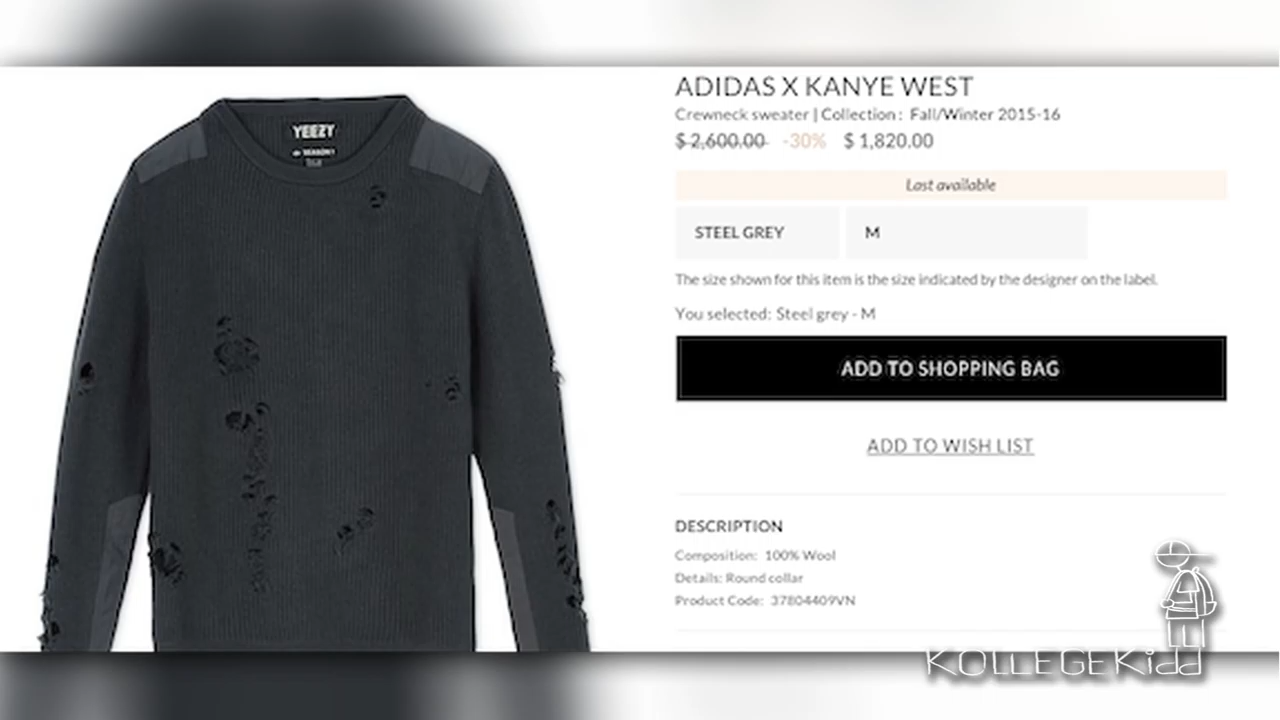 YEEZY
SEASON 1
ADIDAS X KANYE WEST
Crewneck sweater | Collection : Fall/Winter 2015-16
$ 2,600.00 -30% $ 1,820.00
Last available
STEEL GREY M
The size shown for this item is the size indicated by the designer on the label.
You selected: Steel grey - M
ADD TO SHOPPING BAG
ADD TO WISH LIST
DESCRIPTION
Composition: 100% Wool
Details: Round collar
Product Code: 37804409VN
KOLLEGEKidd